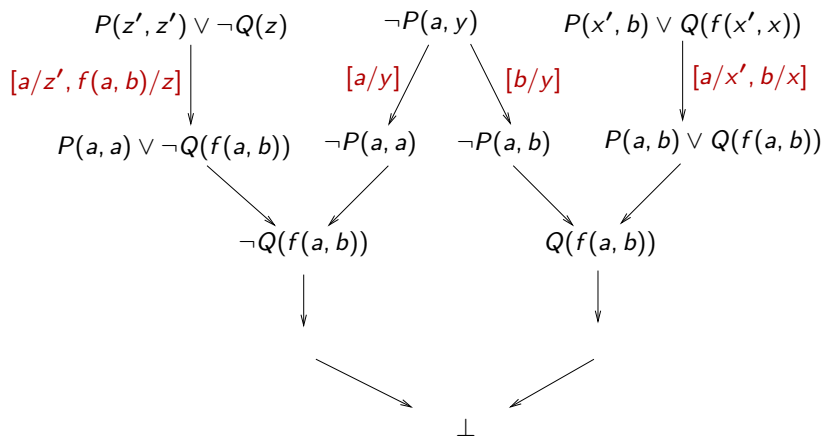 P(z′, z′) ∨ ¬Q(z) ¬P(a, y) P(x′, b) ∨ Q(f(x′, x))
[a/z′, f(a, b)/z] [a/y] [b/y] [a/x′, b/x]
P(a, a) ∨ ¬Q(f(a, b)) ¬P(a, a) ¬P(a, b) P(a, b) ∨ Q(f(a, b))
¬Q(f(a, b)) Q(f(a, b))
⊥